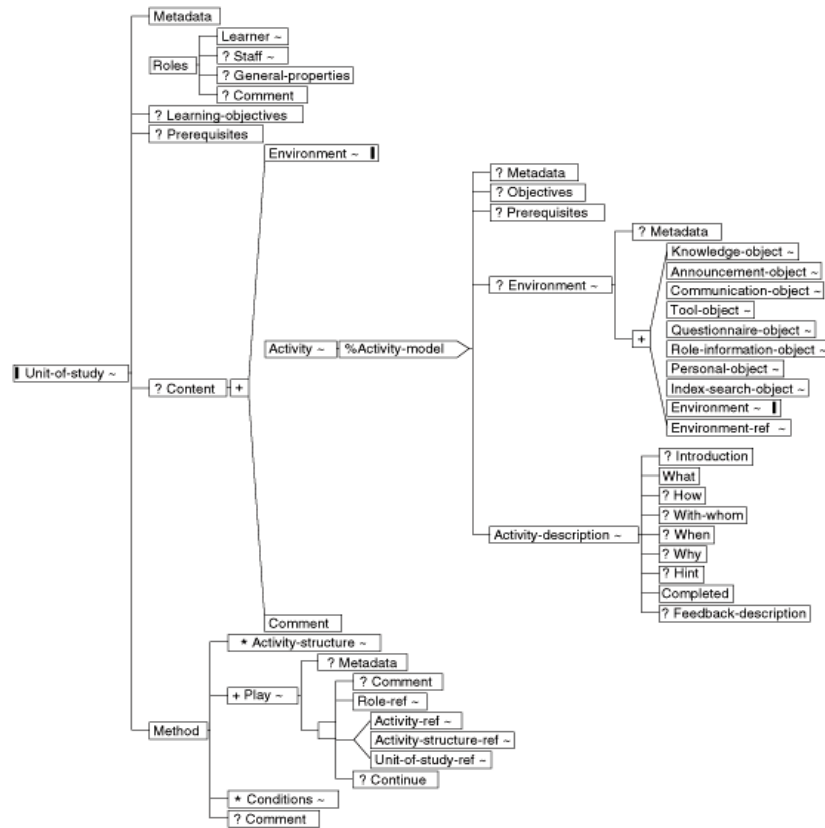 Metadata
Roles
Learner ~
? Staff ~
? General-properties
? Comment
? Learning-objectives
? Prerequisites
Environment ~
? Metadata
? Objectives
? Prerequisites
? Environment ~
? Metadata
Knowledge-object ~
Announcement-object ~
Communication-object ~
Tool-object ~
Questionnaire-object ~
Role-information-object ~
Personal-object ~
Index-search-object ~
Environment ~
Environment-ref ~
+
Activity ~
%Activity-model
Unit-of-study ~
? Content
+
Activity-description ~
? Introduction
What
? How
? With-whom
? When
? Why
? Hint
Completed
? Feedback-description
Comment
Method
* Activity-structure ~
+ Play ~
? Metadata
? Comment
Role-ref ~
Activity-ref ~
Activity-structure-ref ~
Unit-of-study-ref ~
? Continue
* Conditions ~
? Comment